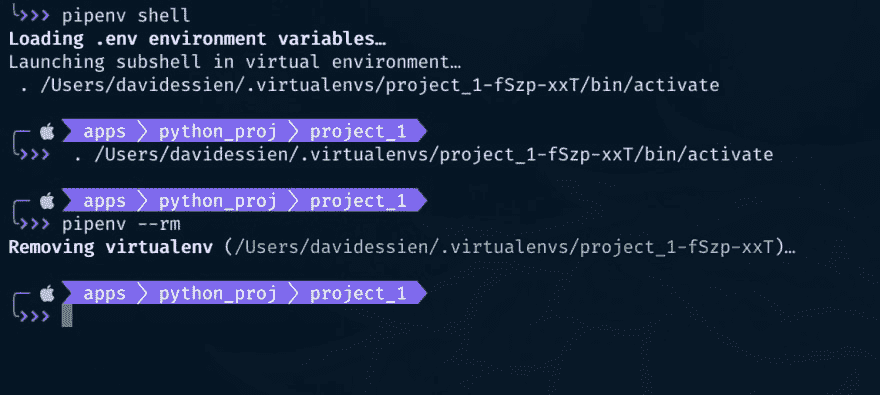 >>> pipenv shell
Loading .env environment variables…
Launching subshell in virtual environment…
. /Users/davidessien/.virtualenvs/project_1-fSzp-xxT/bin/activate
apps python_proj project_1
>>> . /Users/davidessien/.virtualenvs/project_1-fSzp-xxT/bin/activate
apps python_proj project_1
>>> pipenv --rm
Removing virtualenv (/Users/davidessien/.virtualenvs/project_1-fSzp-xxT)…
apps python_proj project_1
>>>